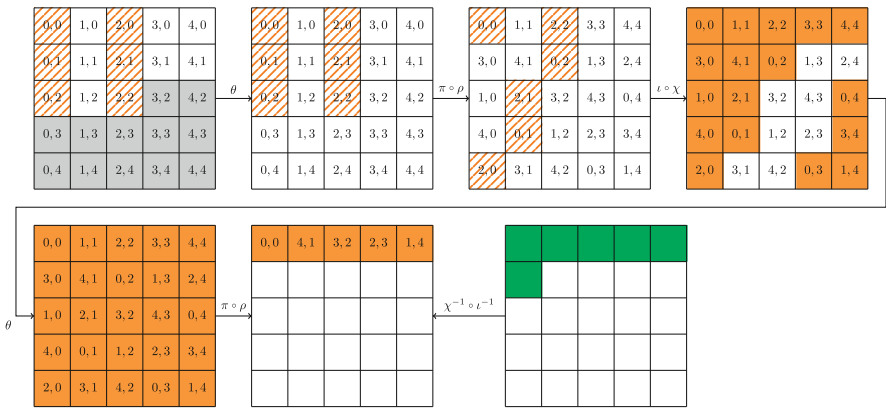 0,0 1,0 2,0 3,0 4,0 0,0 1,0 2,0 3,0 4,0 0,0 1,1 2,2 3,3 4,4 0,0 1,1 2,2 3,3 4,4
0,1 1,1 2,1 3,1 4,1 0,1 1,1 2,1 3,1 4,1 3,0 4,1 0,2 1,3 2,4 3,0 4,1 0,2 1,3 2,4
θ π ∘ ρ ι ∘ χ
0,2 1,2 2,2 3,2 4,2 0,2 1,2 2,2 3,2 4,2 1,0 2,1 3,2 4,3 0,4 1,0 2,1 3,2 4,3 0,4
0,3 1,3 2,3 3,3 4,3 0,3 1,3 2,3 3,3 4,3 4,0 0,1 1,2 2,3 3,4 4,0 0,1 1,2 2,3 3,4
0,4 1,4 2,4 3,4 4,4 0,4 1,4 2,4 3,4 4,4 2,0 3,1 4,2 0,3 1,4 2,0 3,1 4,2 0,3 1,4
0,0 1,1 2,2 3,3 4,4 0,0 4,1 3,2 2,3 1,4
3,0 4,1 0,2 1,3 2,4
π ∘ ρ χ⁻¹ ∘ ι⁻¹
1,0 2,1 3,2 4,3 0,4
θ
4,0 0,1 1,2 2,3 3,4
2,0 3,1 4,2 0,3 1,4